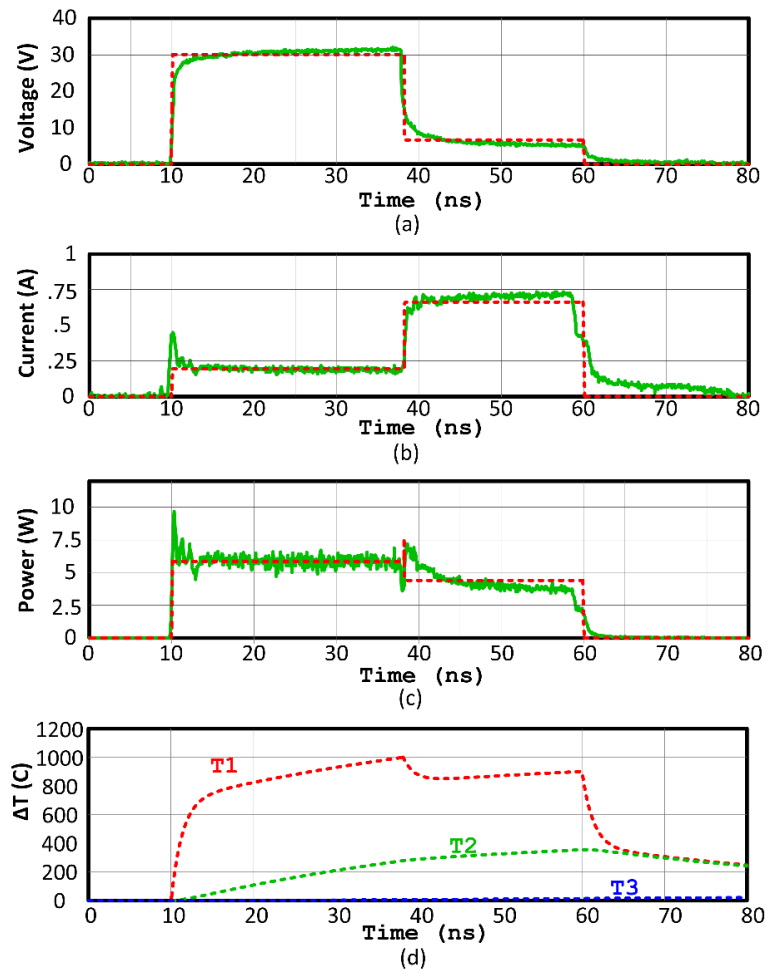 40
30
20
10
0
Voltage (V)
0 10 20 30 40 50 60 70 80
Time (ns)
(a)
1
.75
.5
.25
0
Current (A)
0 10 20 30 40 50 60 70 80
Time (ns)
(b)
10
7.5
5
2.5
0
Power (W)
0 10 20 30 40 50 60 70 80
Time (ns)
(c)
1200
1000
800
600
400
200
0
ΔT (C)
T1
T2
T3
0 10 20 30 40 50 60 70 80
Time (ns)
(d)